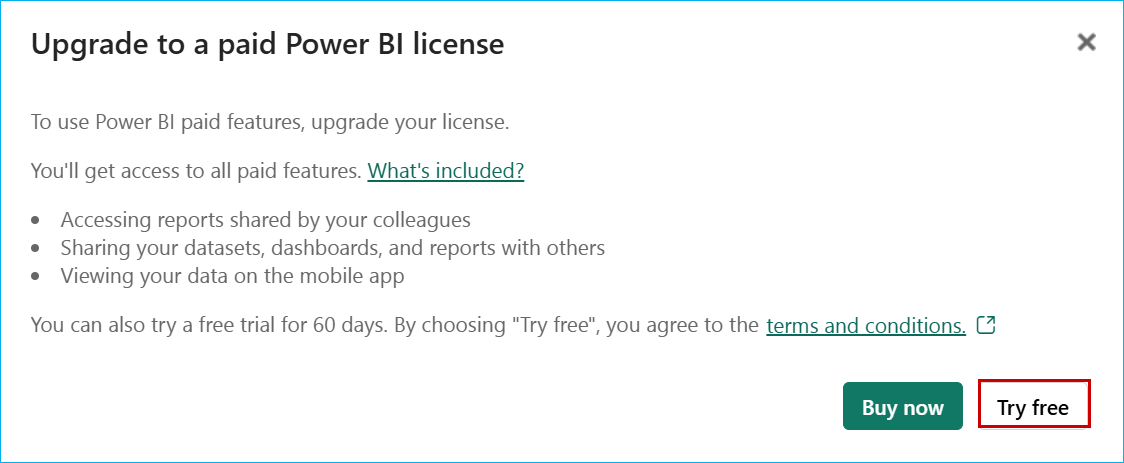 Upgrade to a paid Power BI license
To use Power BI paid features, upgrade your license.
You'll get access to all paid features. What's included?
• Accessing reports shared by your colleagues
• Sharing your datasets, dashboards, and reports with others
• Viewing your data on the mobile app
You can also try a free trial for 60 days. By choosing "Try free", you agree to the terms and conditions.
Buy now
Try free